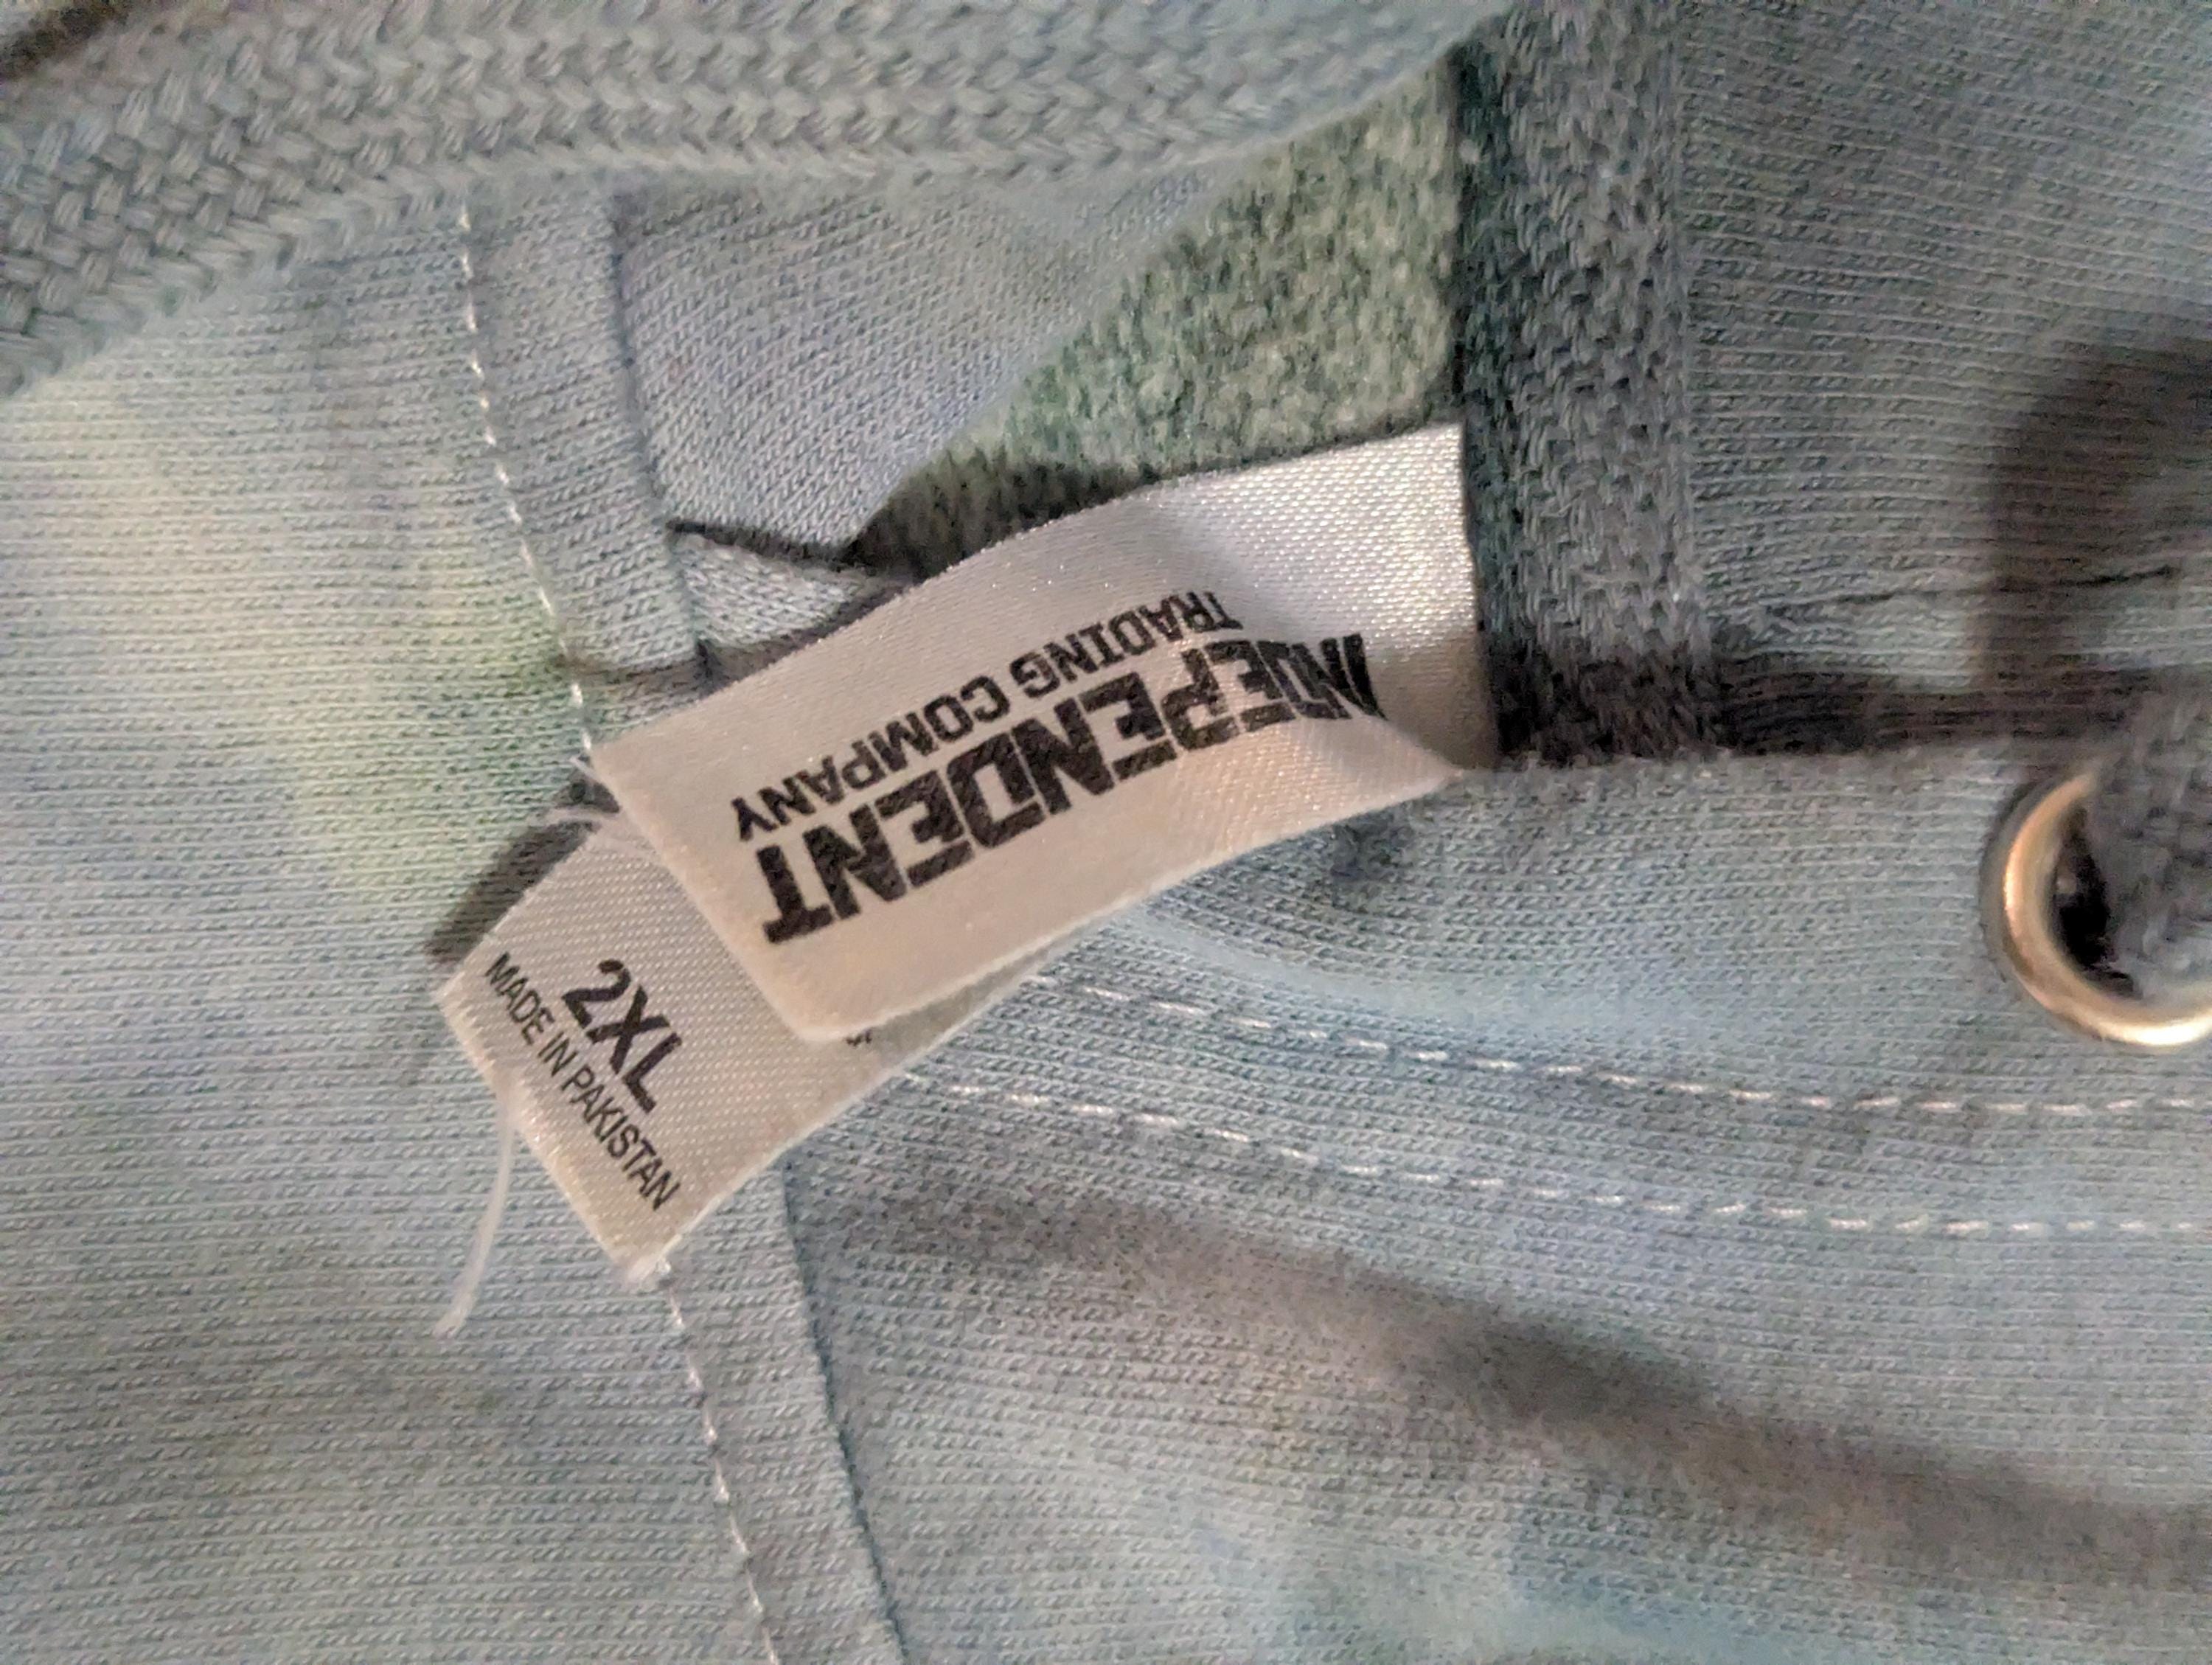 INDEPENDENT
TRADING COMPANY
2XL
MADE IN PAKISTAN